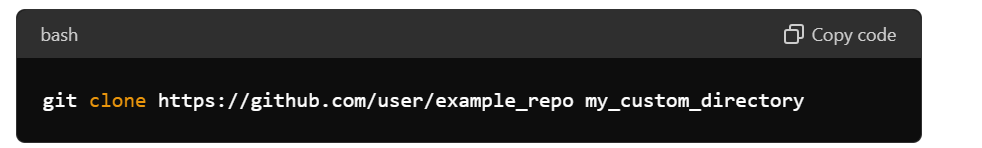 bash Copy code
git clone https://github.com/user/example_repo my_custom_directory